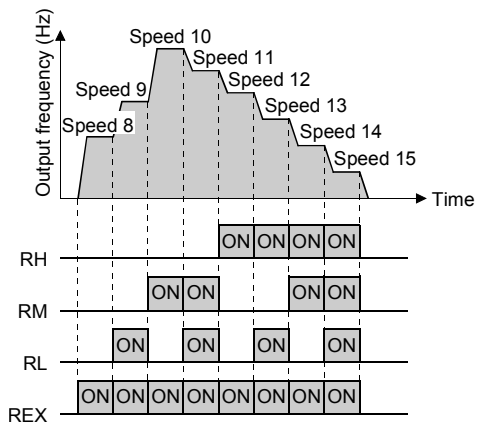 Output frequency (Hz)
Speed 10
Speed 11
Speed 9
Speed 12
Speed 13
Speed 8
Speed 14
Speed 15
Time
RH
ON ON ON ON
RM
ON ON ON ON
RL
ON ON ON ON
REX
ON ON ON ON ON ON ON ON